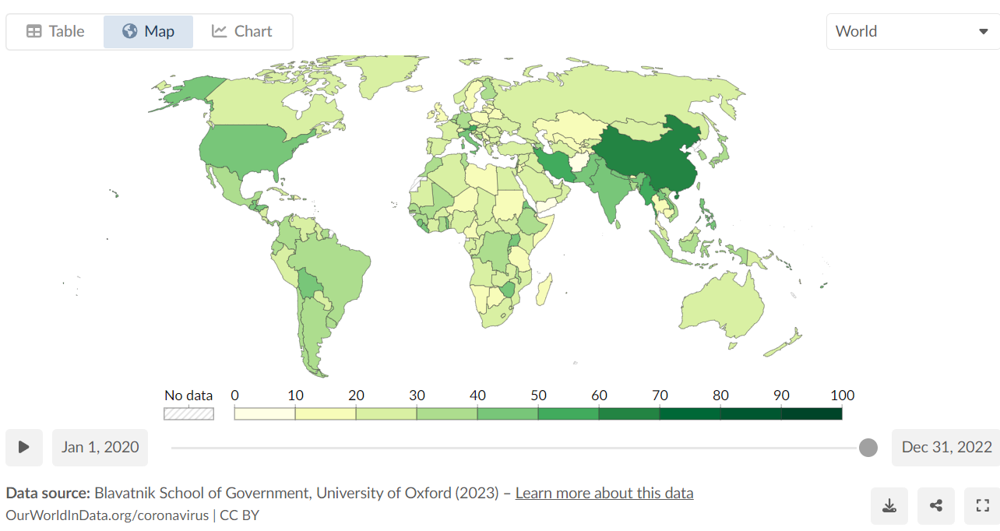 Table Map Chart World
No data 0 10 20 30 40 50 60 70 80 90 100
Jan 1, 2020 Dec 31, 2022
Data source: Blavatnik School of Government, University of Oxford (2023) – Learn more about this data
OurWorldInData.org/coronavirus | CC BY